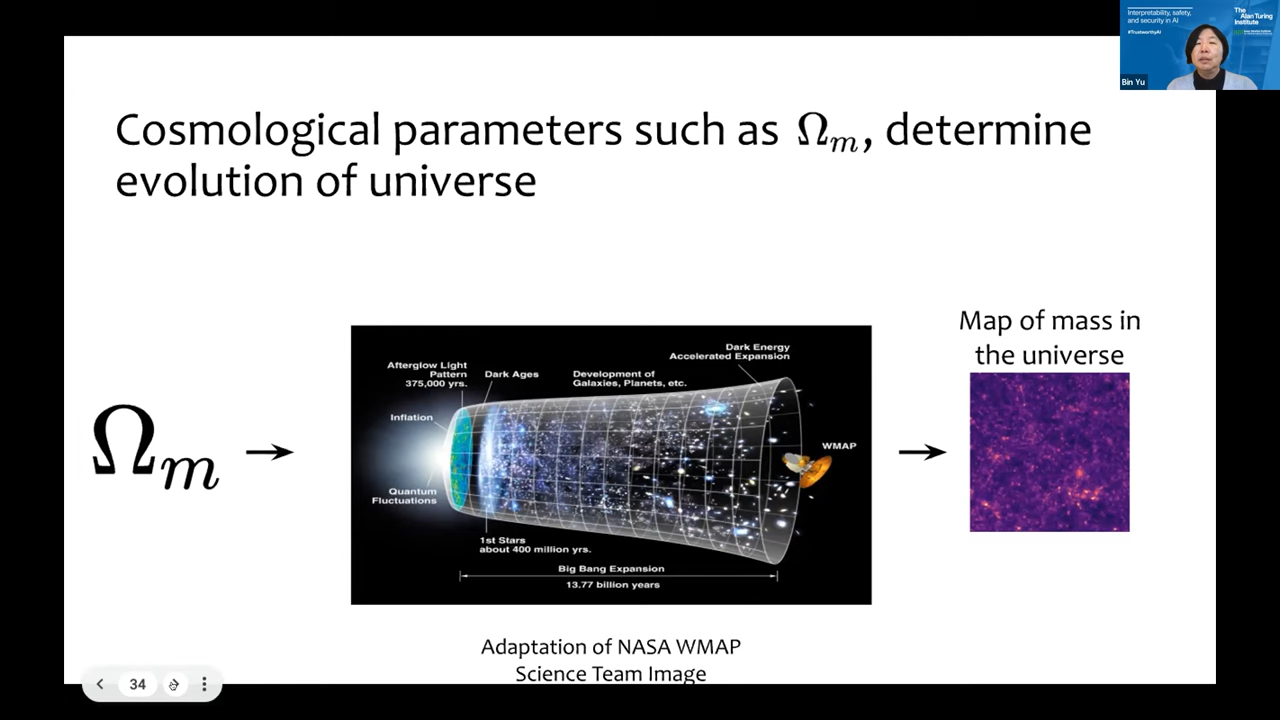 Interpretability, safety,
and security in AI
#TrustworthyAI
The
Alan Turing
Institute
Bin Yu
Cosmological parameters such as Ωₘ, determine
evolution of universe
Ωₘ
Afterglow Light
Pattern
375,000 yrs.
Dark Ages
Development of
Galaxies, Planets, etc.
Dark Energy
Accelerated Expansion
Inflation
Quantum
Fluctuations
1st Stars
about 400 million yrs.
Big Bang Expansion
13.77 billion years
WMAP
Map of mass in
the universe
Adaptation of NASA WMAP
Science Team Image
34